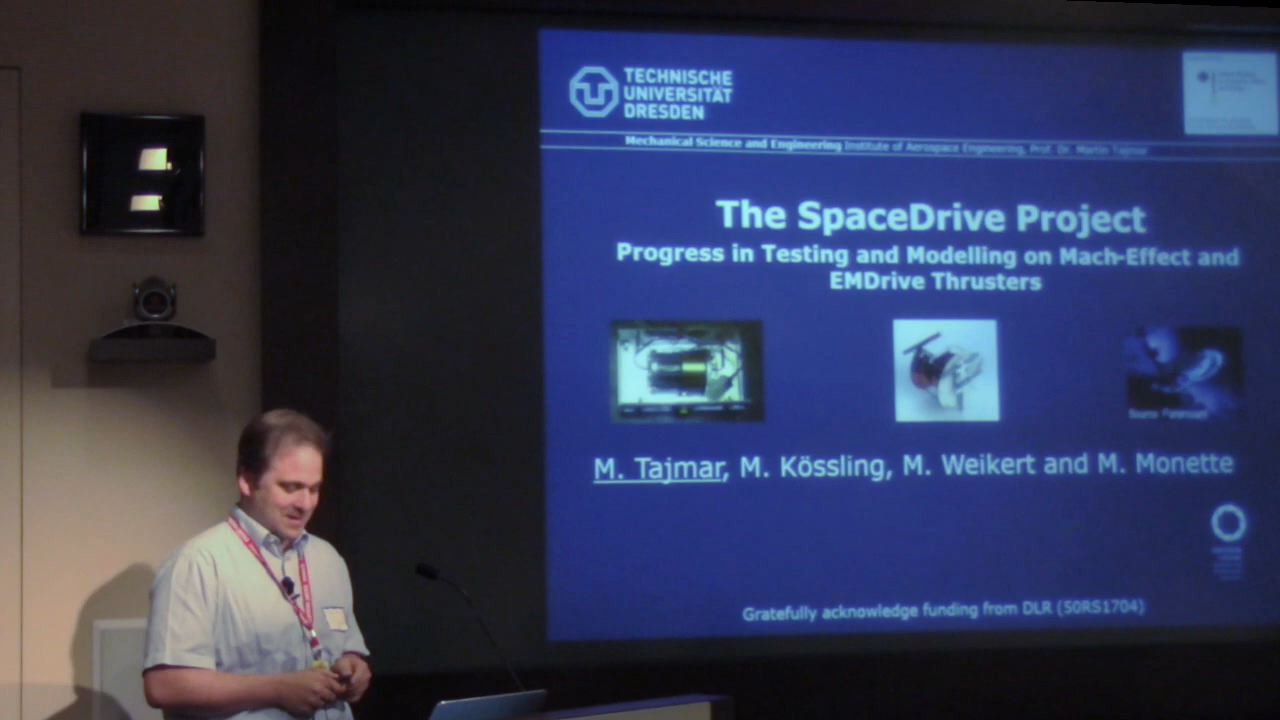 TECHNISCHE
UNIVERSITÄT
DRESDEN
Mechanical Science and Engineering Institute of Aerospace Engineering, Prof. Dr. Martin Tajmar
The SpaceDrive Project
Progress in Testing and Modelling on Mach-Effect and
EMDrive Thrusters
M. Tajmar, M. Kössling, M. Weikert and M. Monette
Gratefully acknowledge funding from DLR (50RS1704)